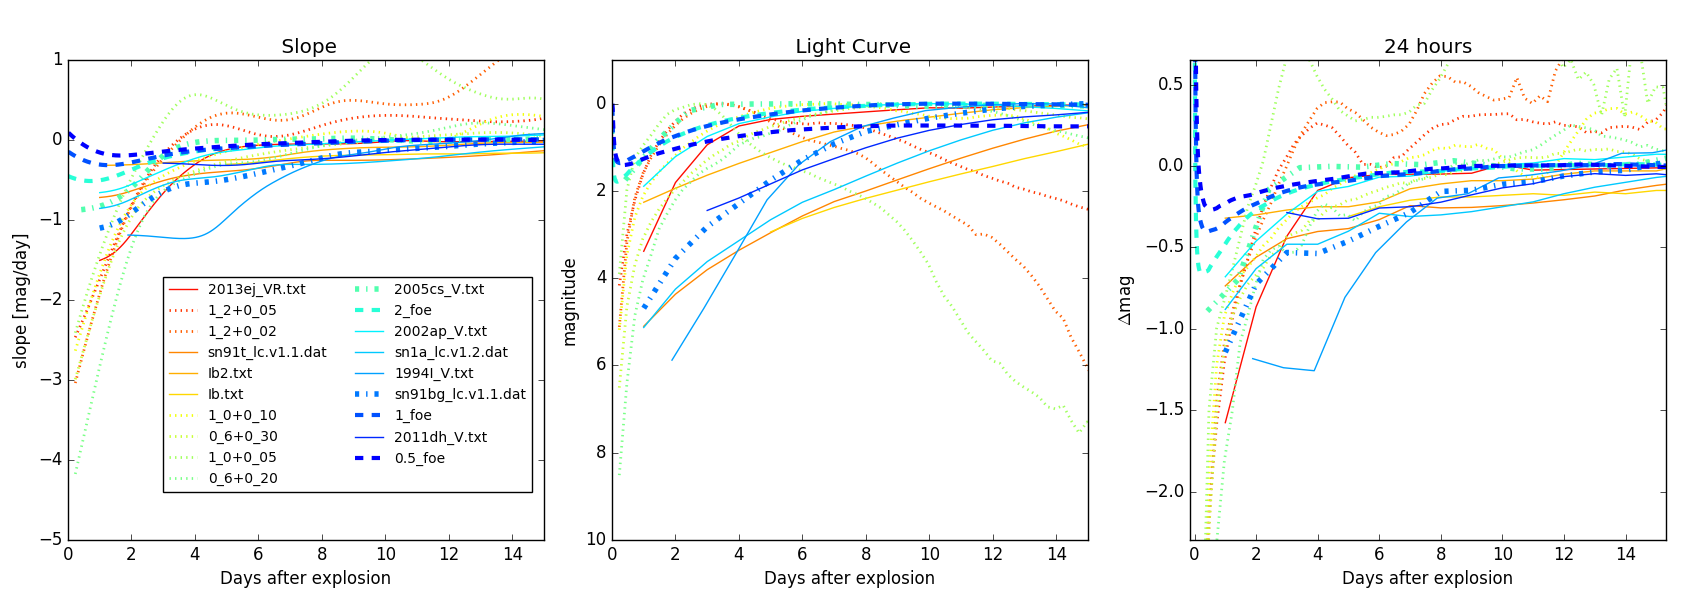 Slope
1
0
−1
−2
−3
−4
−5
slope [mag/day]
2013ej_VR.txt
1_2+0_05
1_2+0_02
sn91t_lc.v1.1.dat
Ib2.txt
Ib.txt
1_0+0_10
0_6+0_30
1_0+0_05
0_6+0_20
2005cs_V.txt
2_foe
2002ap_V.txt
sn1a_lc.v1.2.dat
1994I_V.txt
sn91bg_lc.v1.1.dat
1_foe
2011dh_V.txt
0.5_foe
0 2 4 6 8 10 12 14
Days after explosion
Light Curve
0
2
4
6
8
10
magnitude
0 2 4 6 8 10 12 14
Days after explosion
24 hours
0.5
0.0
−0.5
−1.0
−1.5
−2.0
Δmag
0 2 4 6 8 10 12 14
Days after explosion